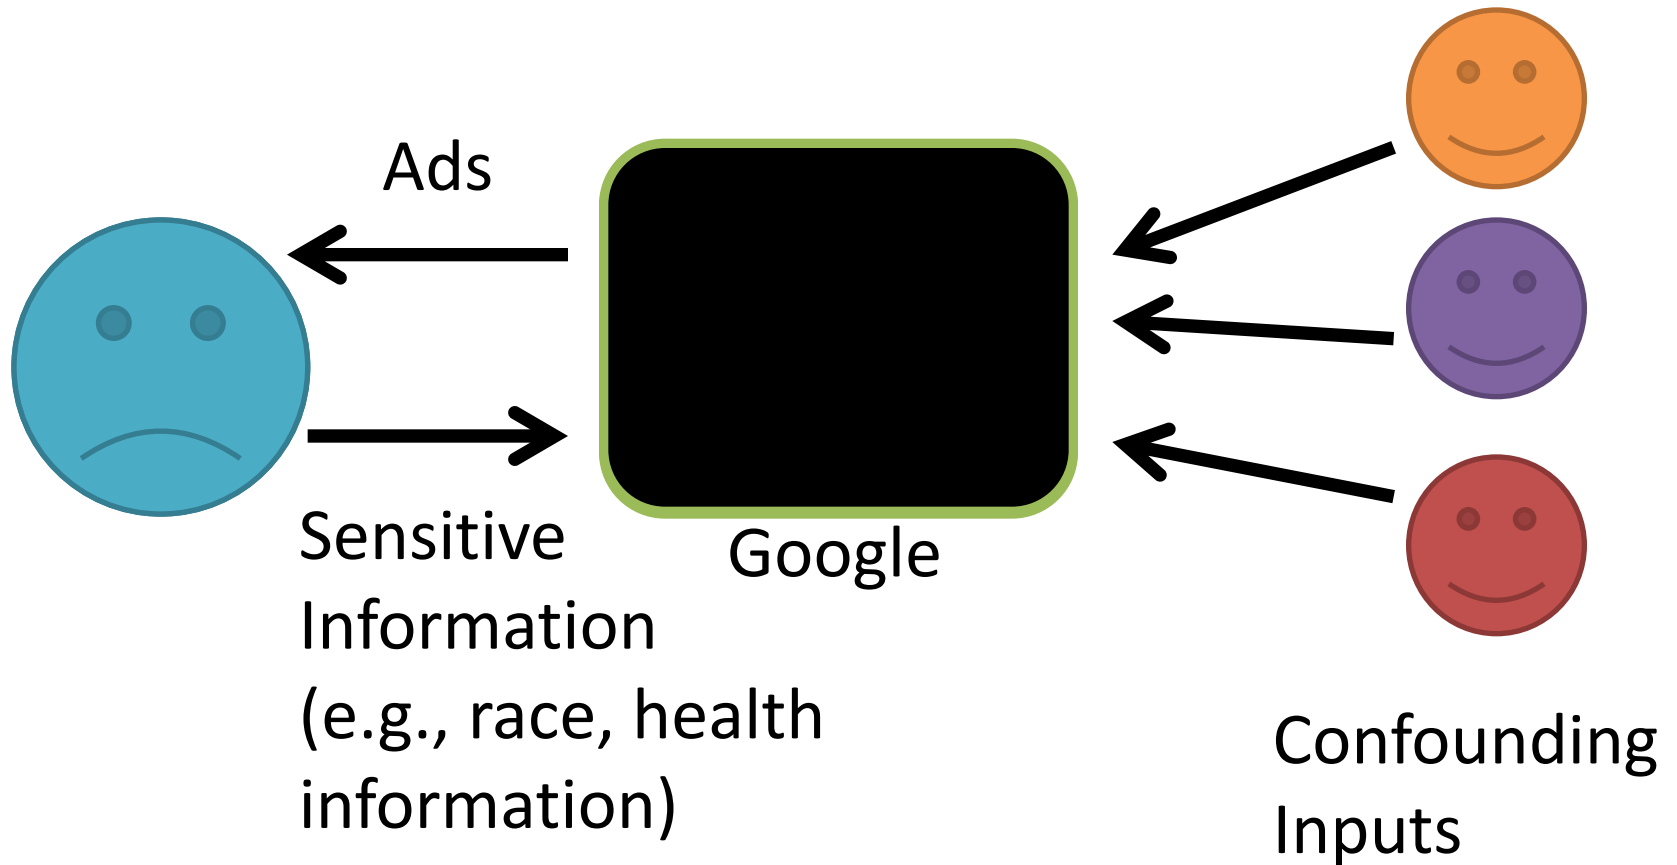 Ads
Sensitive
Information
(e.g., race, health
information)
Google
Confounding
Inputs